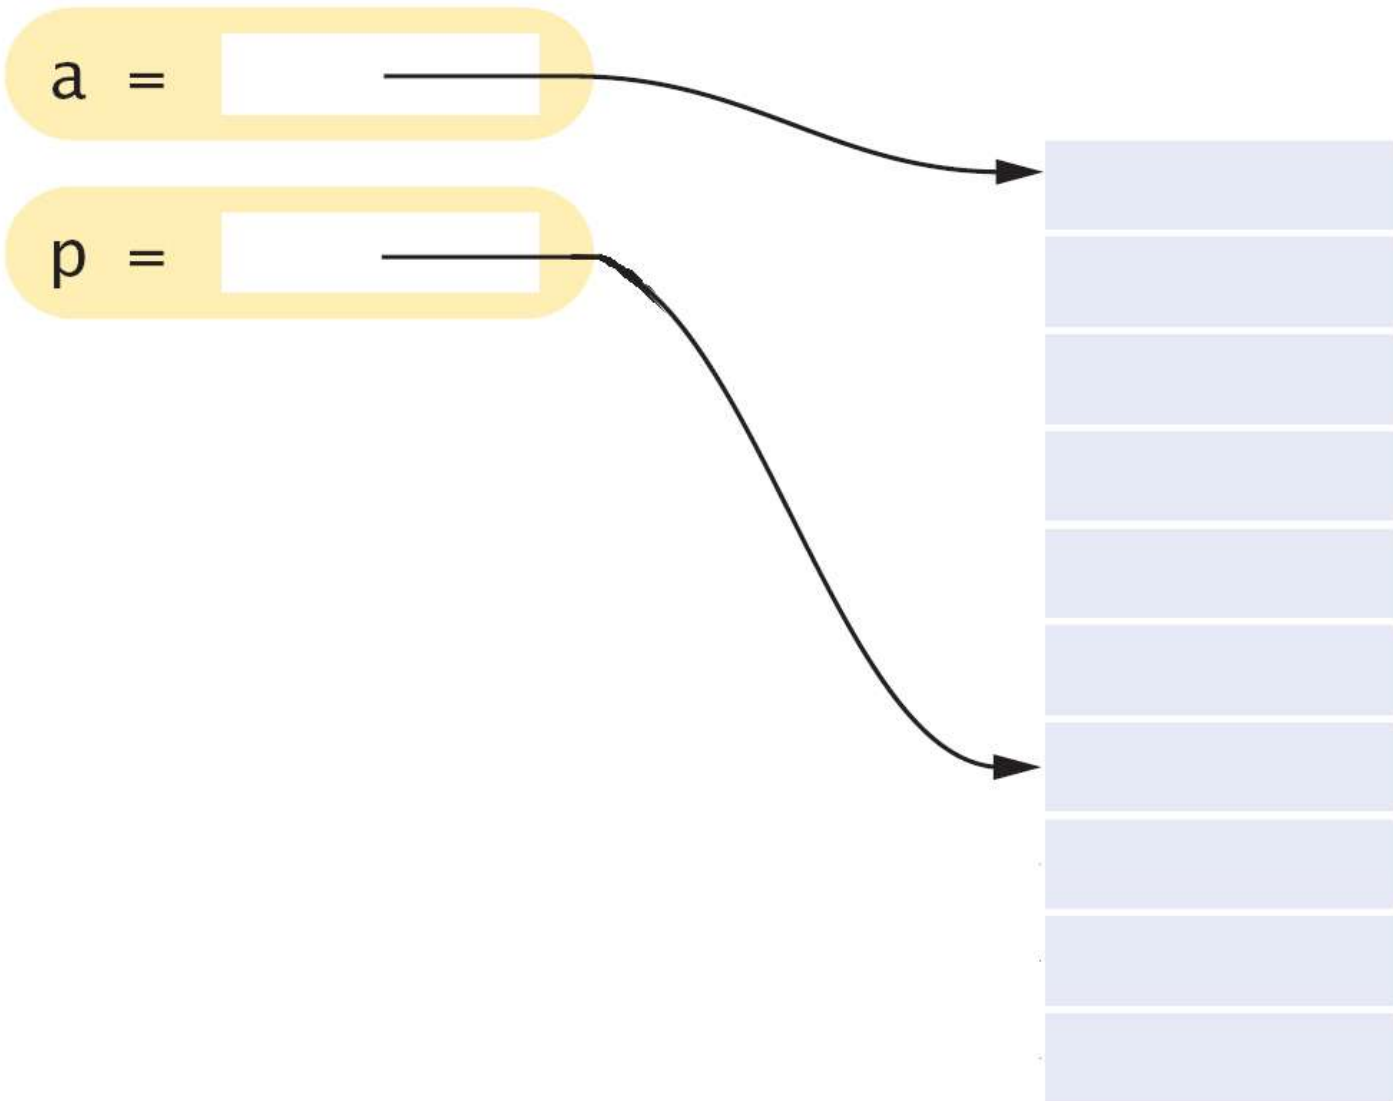 a =
p =